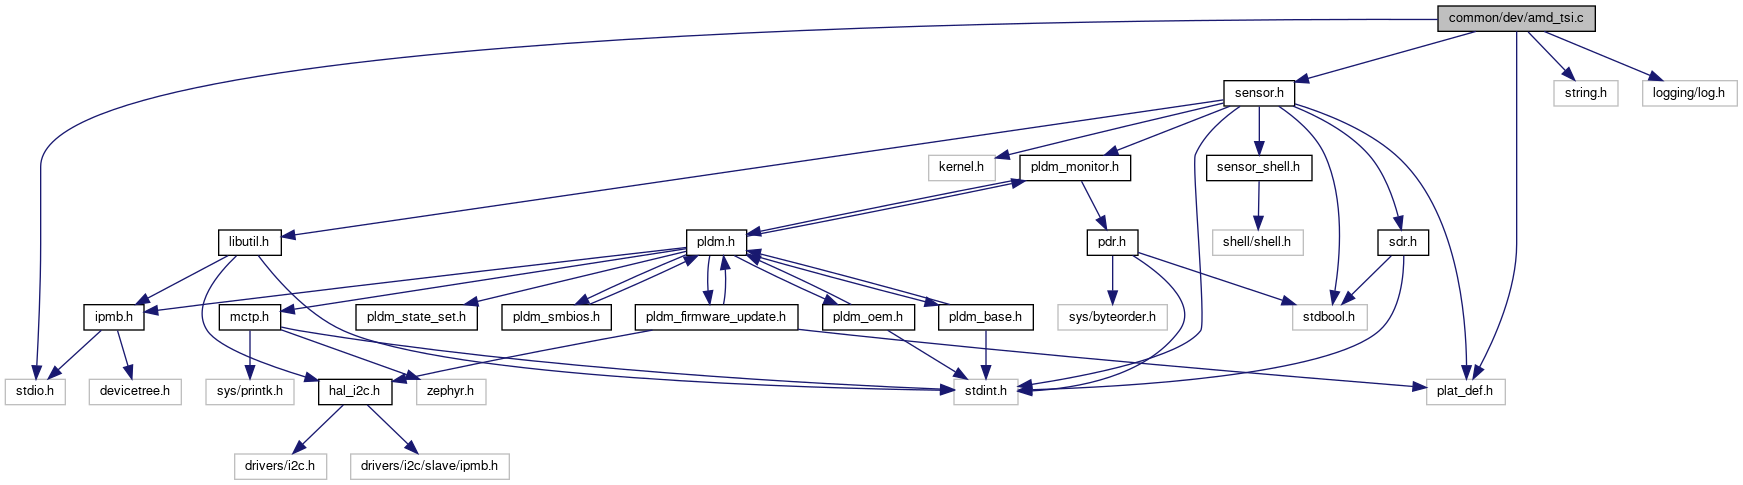 common/dev/amd_tsi.c
sensor.h
string.h
logging/log.h
kernel.h
pldm_monitor.h
sensor_shell.h
libutil.h
pldm.h
pdr.h
shell/shell.h
sdr.h
ipmb.h
mctp.h
pldm_state_set.h
pldm_smbios.h
pldm_firmware_update.h
pldm_oem.h
pldm_base.h
sys/byteorder.h
stdbool.h
stdio.h
devicetree.h
sys/printk.h
hal_i2c.h
zephyr.h
stdint.h
plat_def.h
drivers/i2c.h
drivers/i2c/slave/ipmb.h